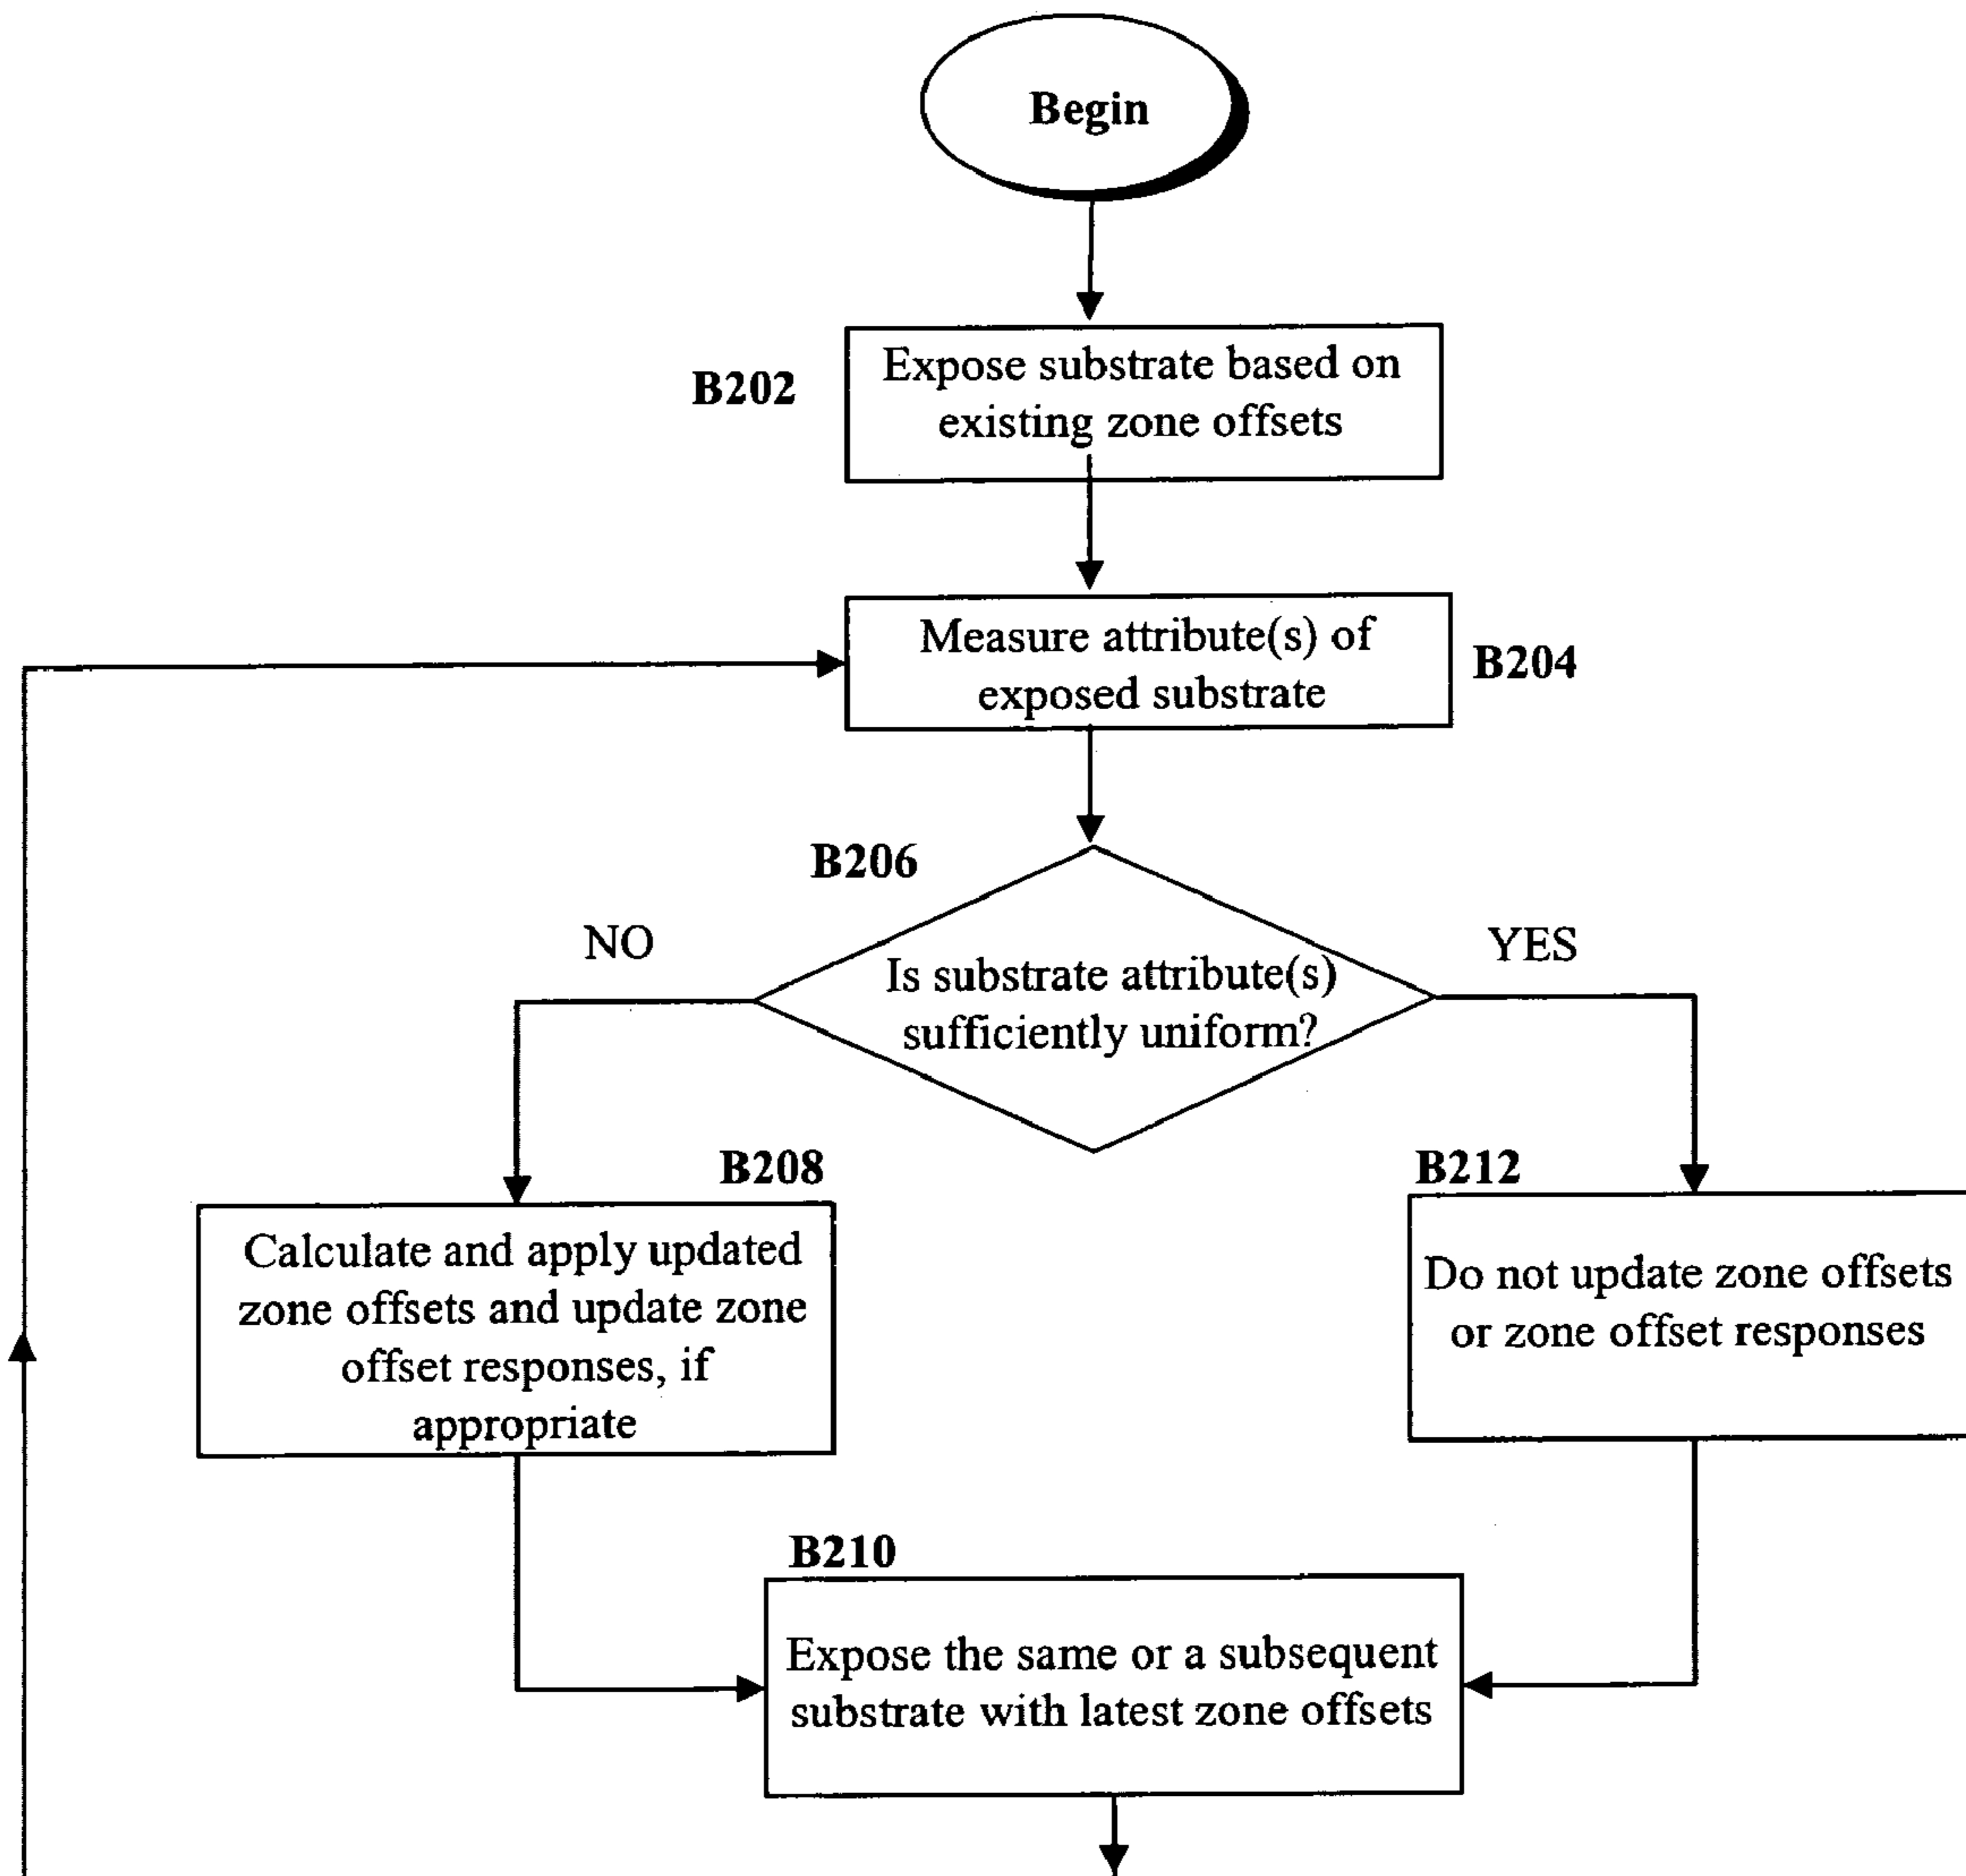 Begin
B202
Expose substrate based on
existing zone offsets
Measure attribute(s) of
exposed substrate
B204
B206
NO
YES
Is substrate attribute(s)
sufficiently uniform?
B208
B212
Calculate and apply updated
zone offsets and update zone
offset responses, if
appropriate
Do not update zone offsets
or zone offset responses
B210
Expose the same or a subsequent
substrate with latest zone offsets